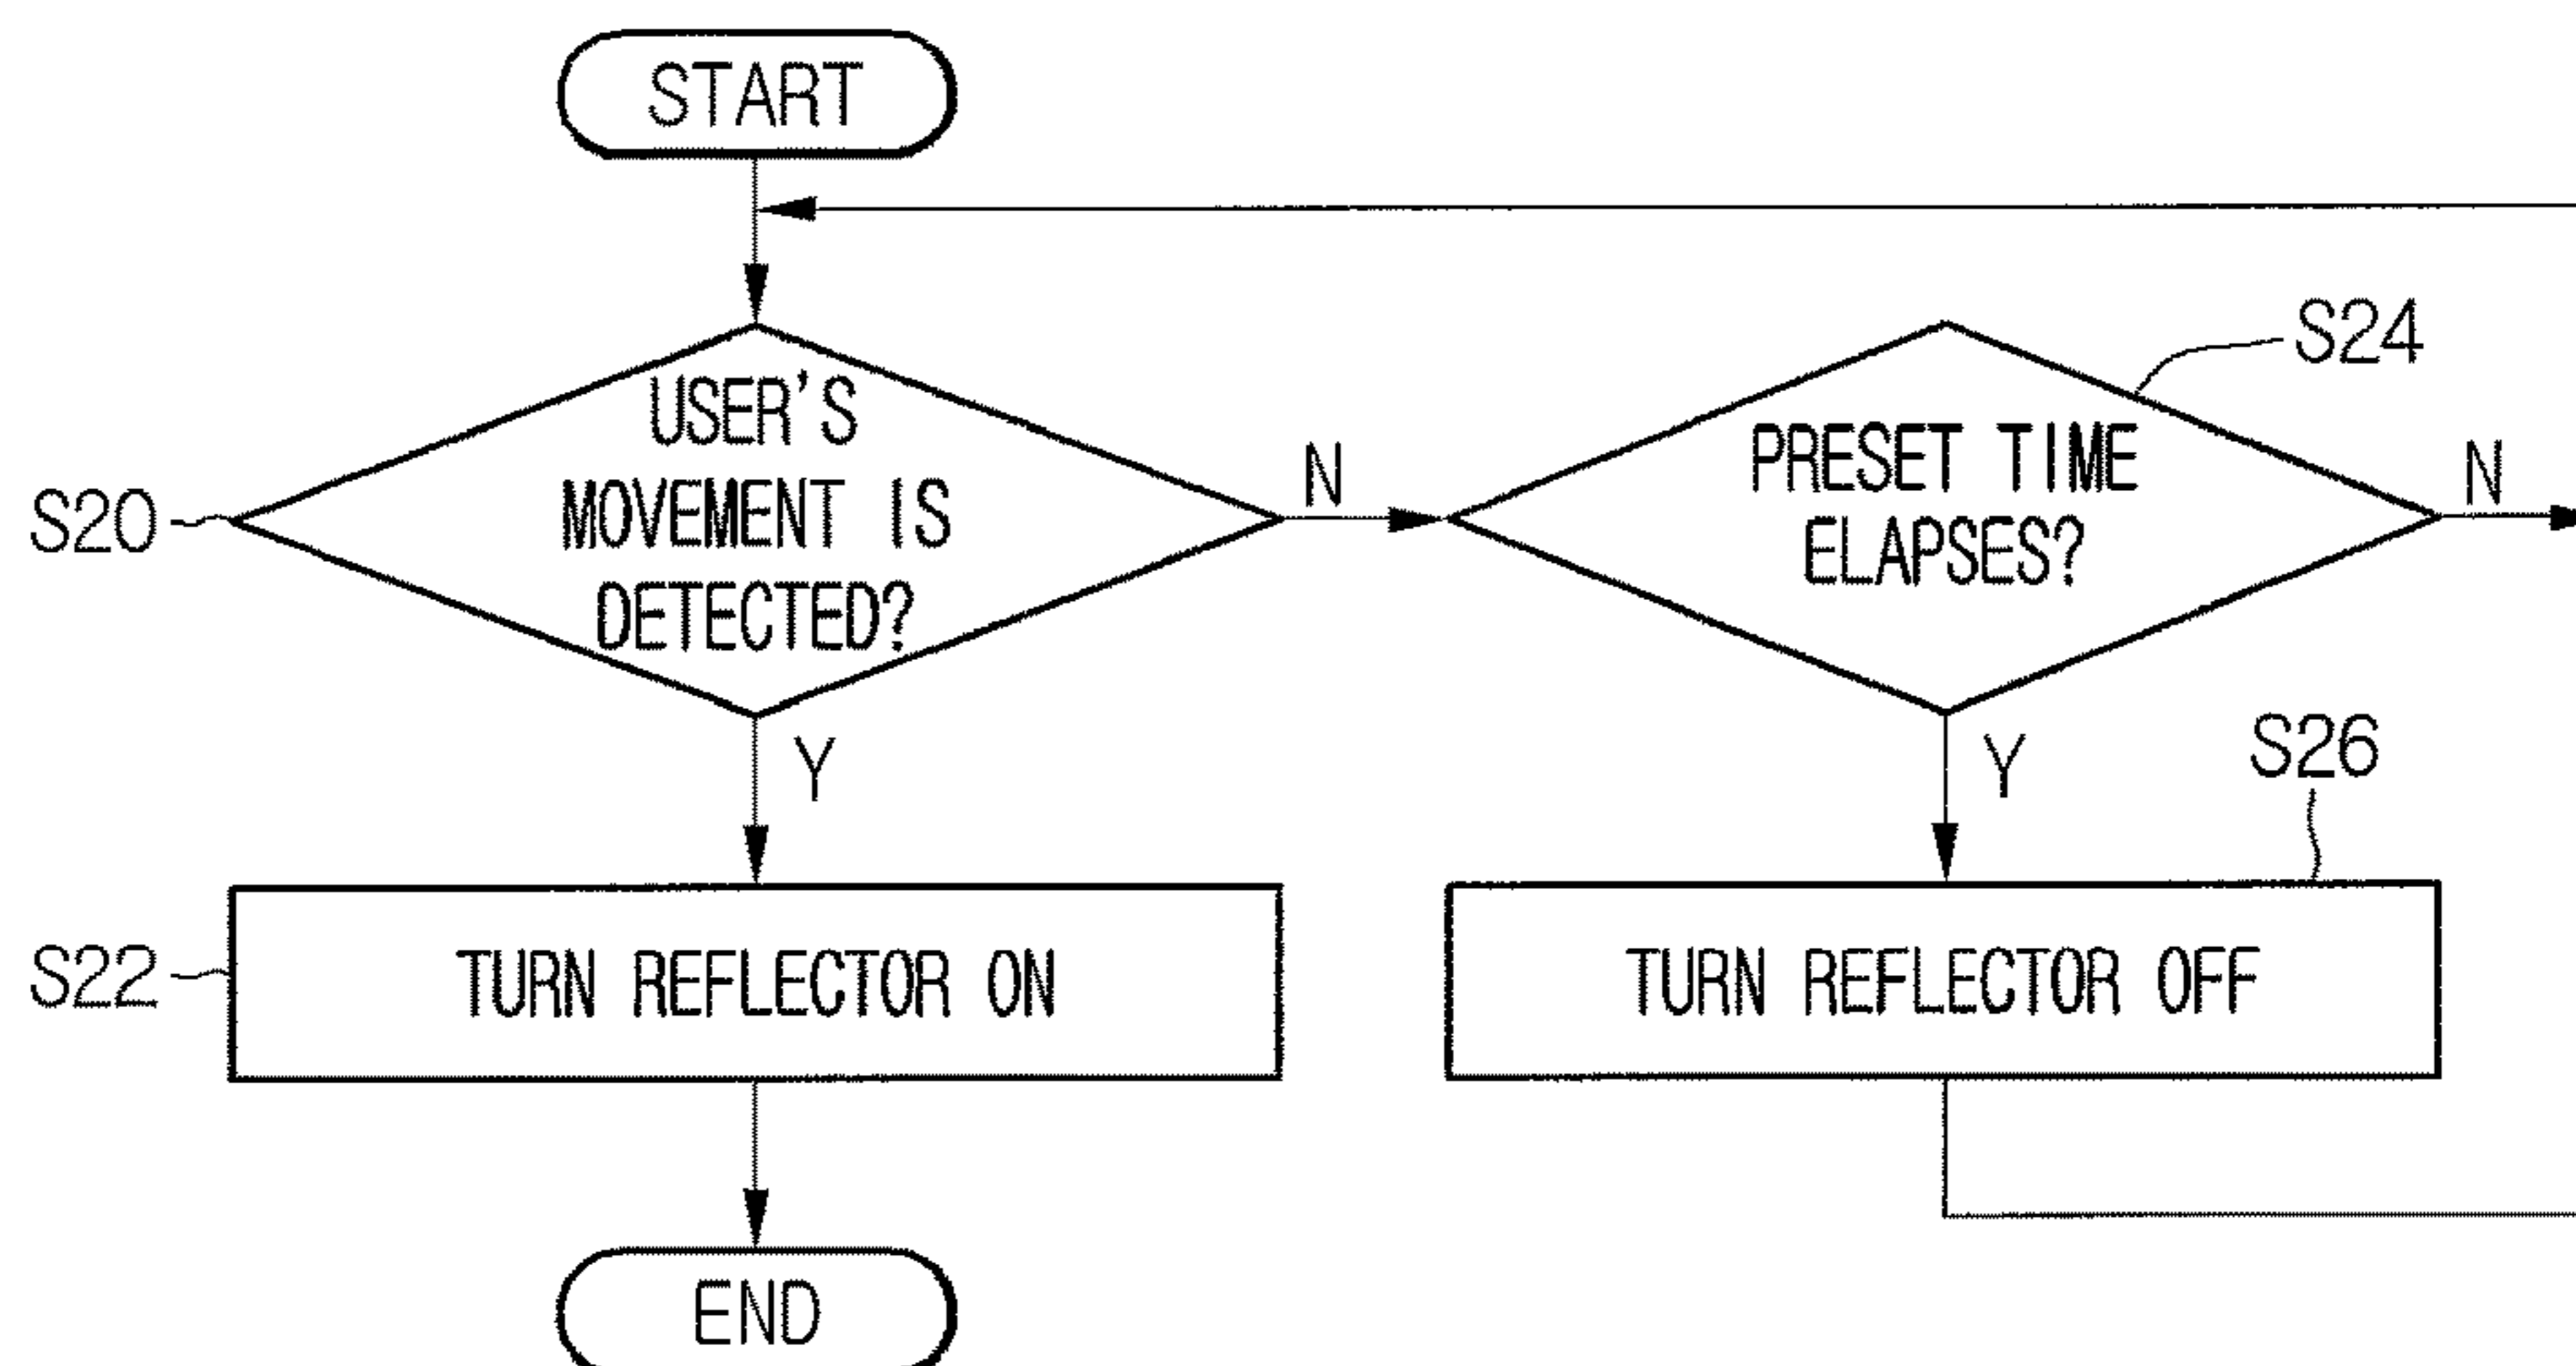 START
S20
USER'S
MOVEMENT IS
DETECTED?
N
S24
PRESET TIME
ELAPSES?
N
Y
Y
S26
S22
TURN REFLECTOR ON
TURN REFLECTOR OFF
END